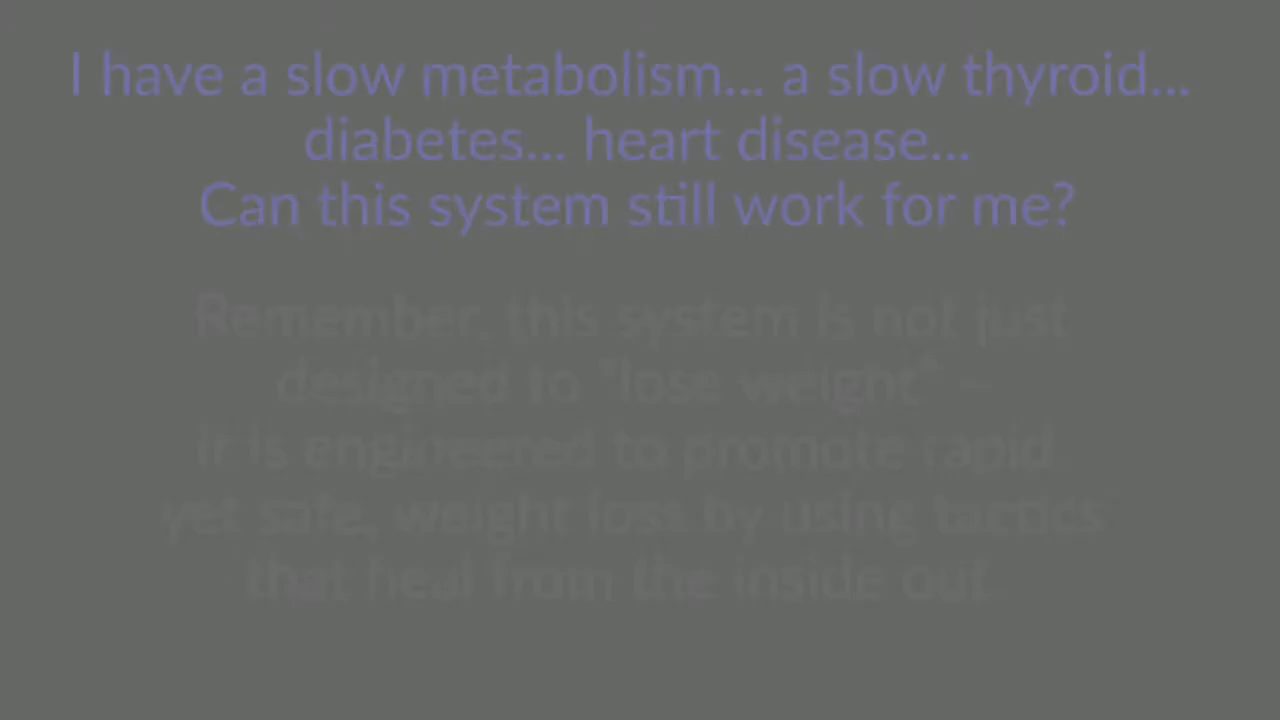 I have a slow metabolism... a slow thyroid...
diabetes... heart disease...
Can this system still work for me?
Remember, this system is not just
designed to "lose weight" –
it is engineered to promote rapid
yet safe, weight loss by using tactics
that heal from the inside out.